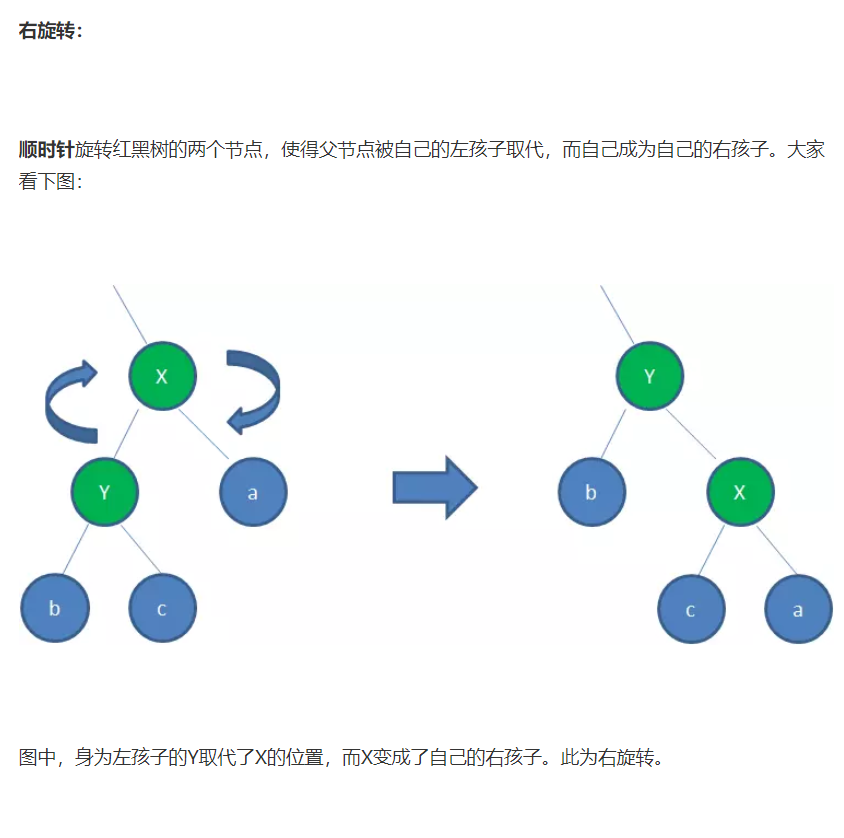 右旋转：
顺时针旋转红黑树的两个节点，使得父节点被自己的左孩子取代，而自己成为自己的右孩子。大家
看下图：
X
Y
Y
a
b
X
b
c
c
a
图中，身为左孩子的Y取代了X的位置，而X变成了自己的右孩子。此为右旋转。